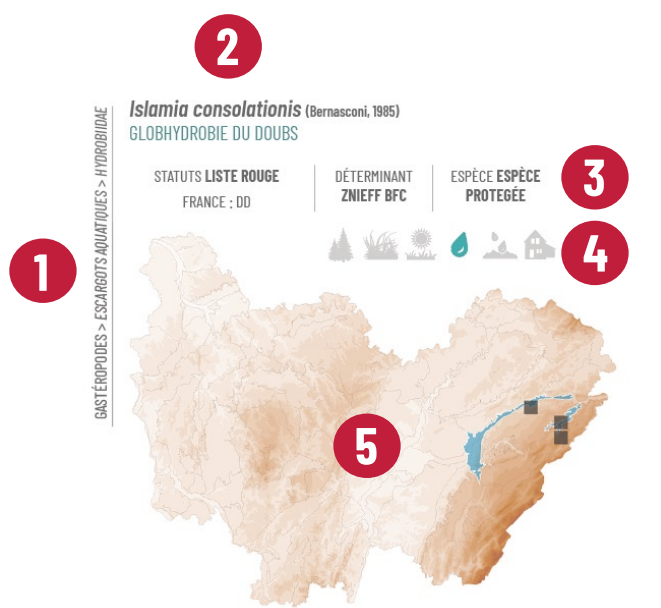 2
Islamia consolationis (Bernasconi, 1985)
GLOBHYDROBIE DU DOUBS
STATUTS LISTE ROUGE
FRANCE : DD
DÉTERMINANT
ZNIEFF BFC
ESPÈCE ESPÈCE
PROTEGÉE
3
4
1
GASTÉROPODES > ESCARGOTS AQUATIQUES > HYDROBIIDAE
5